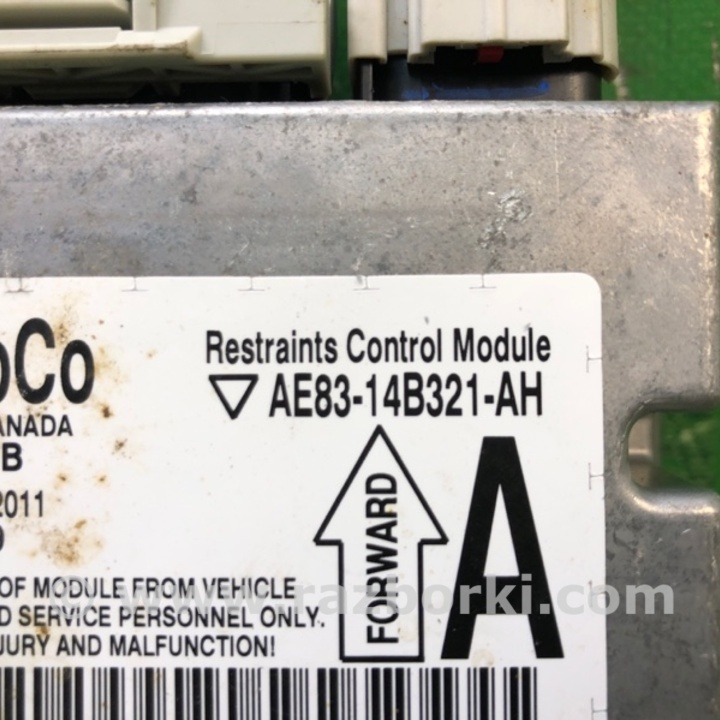 oCo
Restraints Control Module
AE83-14B321-AH
ANADA
B
2011
FORWARD
A
OF MODULE FROM VEHICLE
D SERVICE PERSONNEL ONLY.
JURY AND MALFUNCTION!
© www.razborki.com